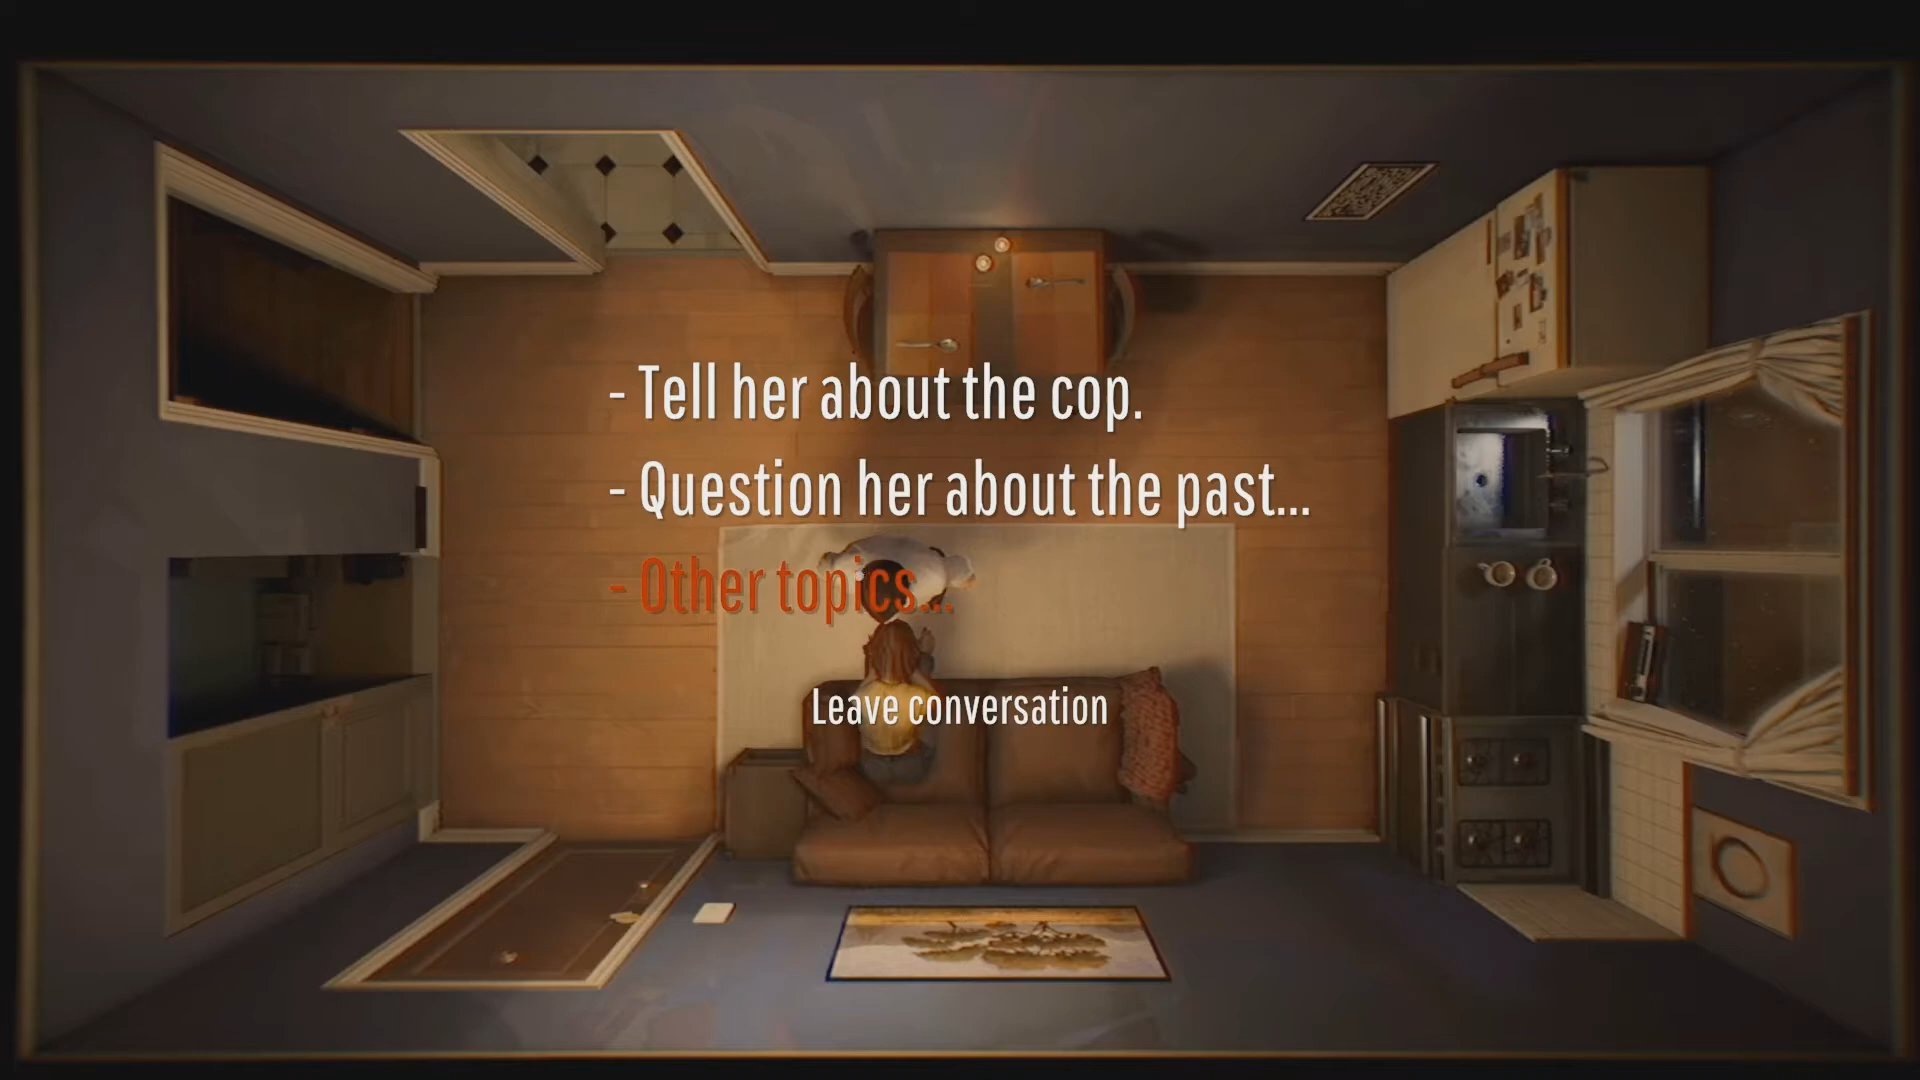 - Tell her about the cop.
- Question her about the past...
- Other topics...
Leave conversation